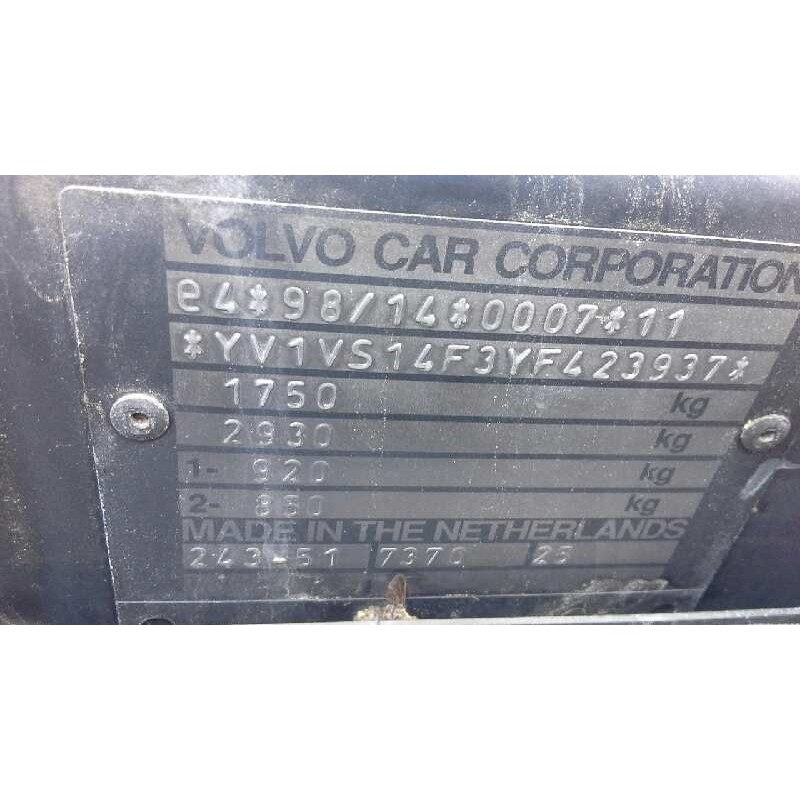 VOLVO CAR CORPORATION
e4*98/14*0007*11
*YV1VS14F3YF423937*
1750 kg
2930 kg
1- 920 kg
2- 860 kg
MADE IN THE NETHERLANDS
243-51 7370 25